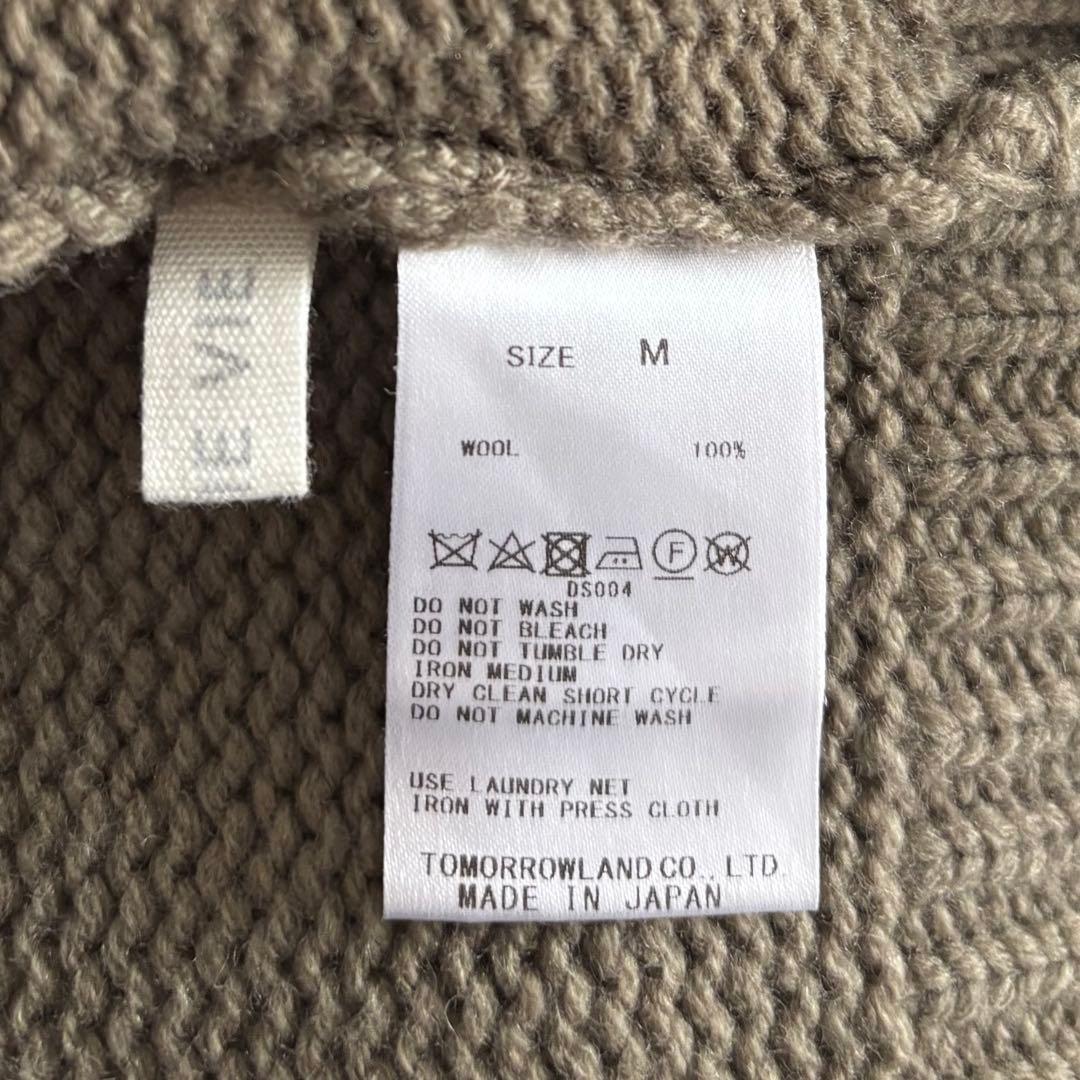 E VIE
SIZE M
WOOL 100%
F W
DS004
DO NOT WASH
DO NOT BLEACH
DO NOT TUMBLE DRY
IRON MEDIUM
DRY CLEAN SHORT CYCLE
DO NOT MACHINE WASH
USE LAUNDRY NET
IRON WITH PRESS CLOTH
TOMORROWLAND CO., LTD.
MADE IN JAPAN